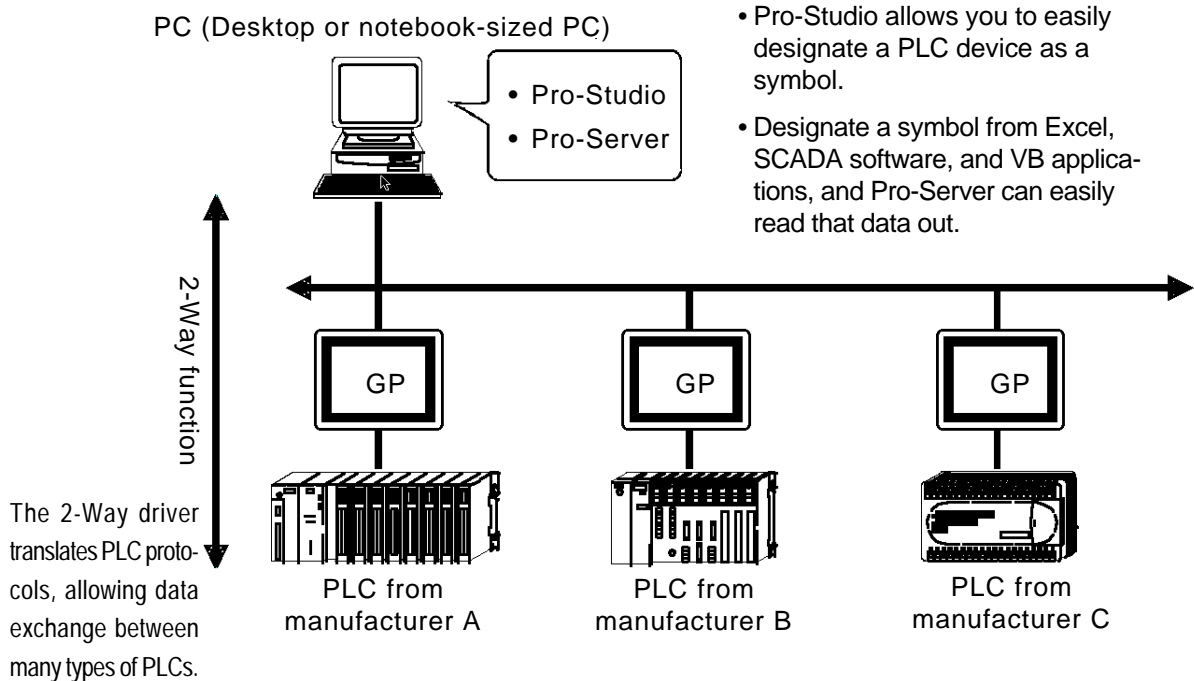 PC (Desktop or notebook-sized PC)
• Pro-Studio
• Pro-Server
• Pro-Studio allows you to easily
designate a PLC device as a
symbol.
• Designate a symbol from Excel,
SCADA software, and VB applica-
tions, and Pro-Server can easily
read that data out.
2-Way function
GP
GP
GP
The 2-Way driver
translates PLC proto-
cols, allowing data
exchange between
many types of PLCs.
PLC from
manufacturer A
PLC from
manufacturer B
PLC from
manufacturer C